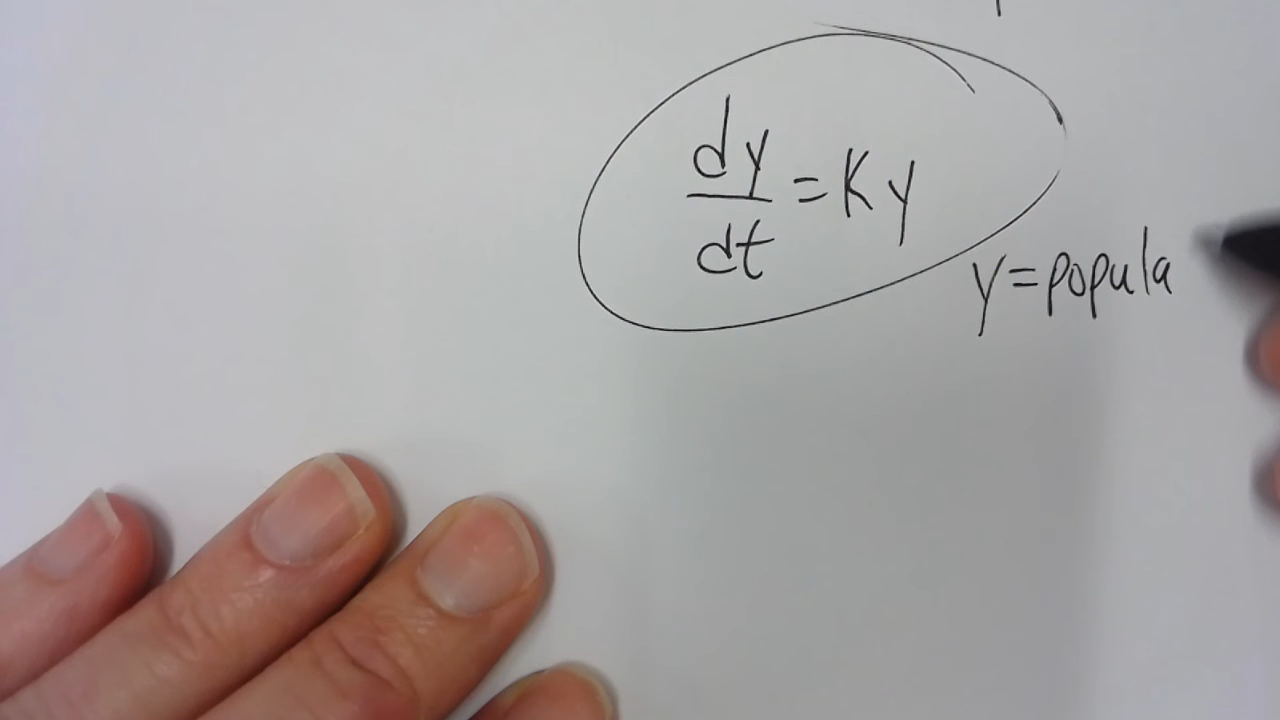 dy/dt = Ky
y = popula